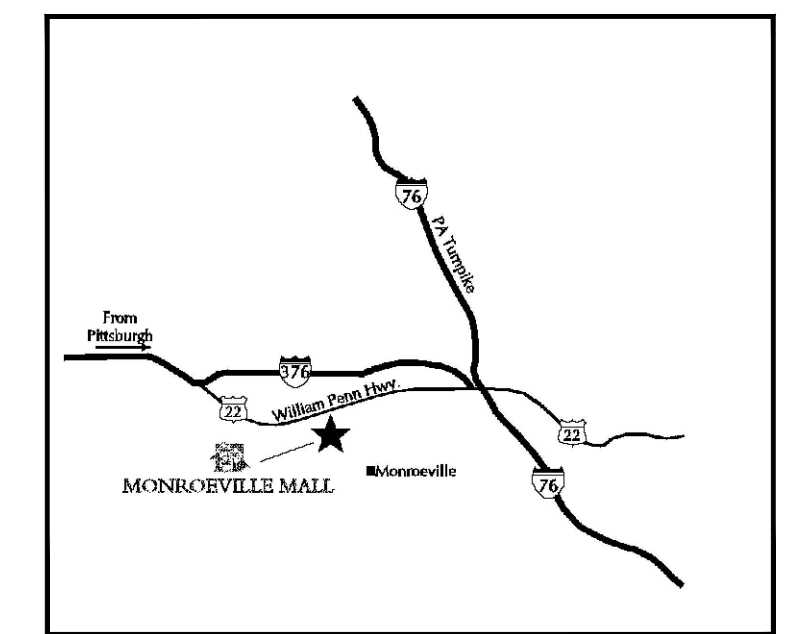 76
PA Turnpike
From
Pittsburgh
376
William Penn Hwy.
22
22
Monroeville
MONROEVILLE MALL
76